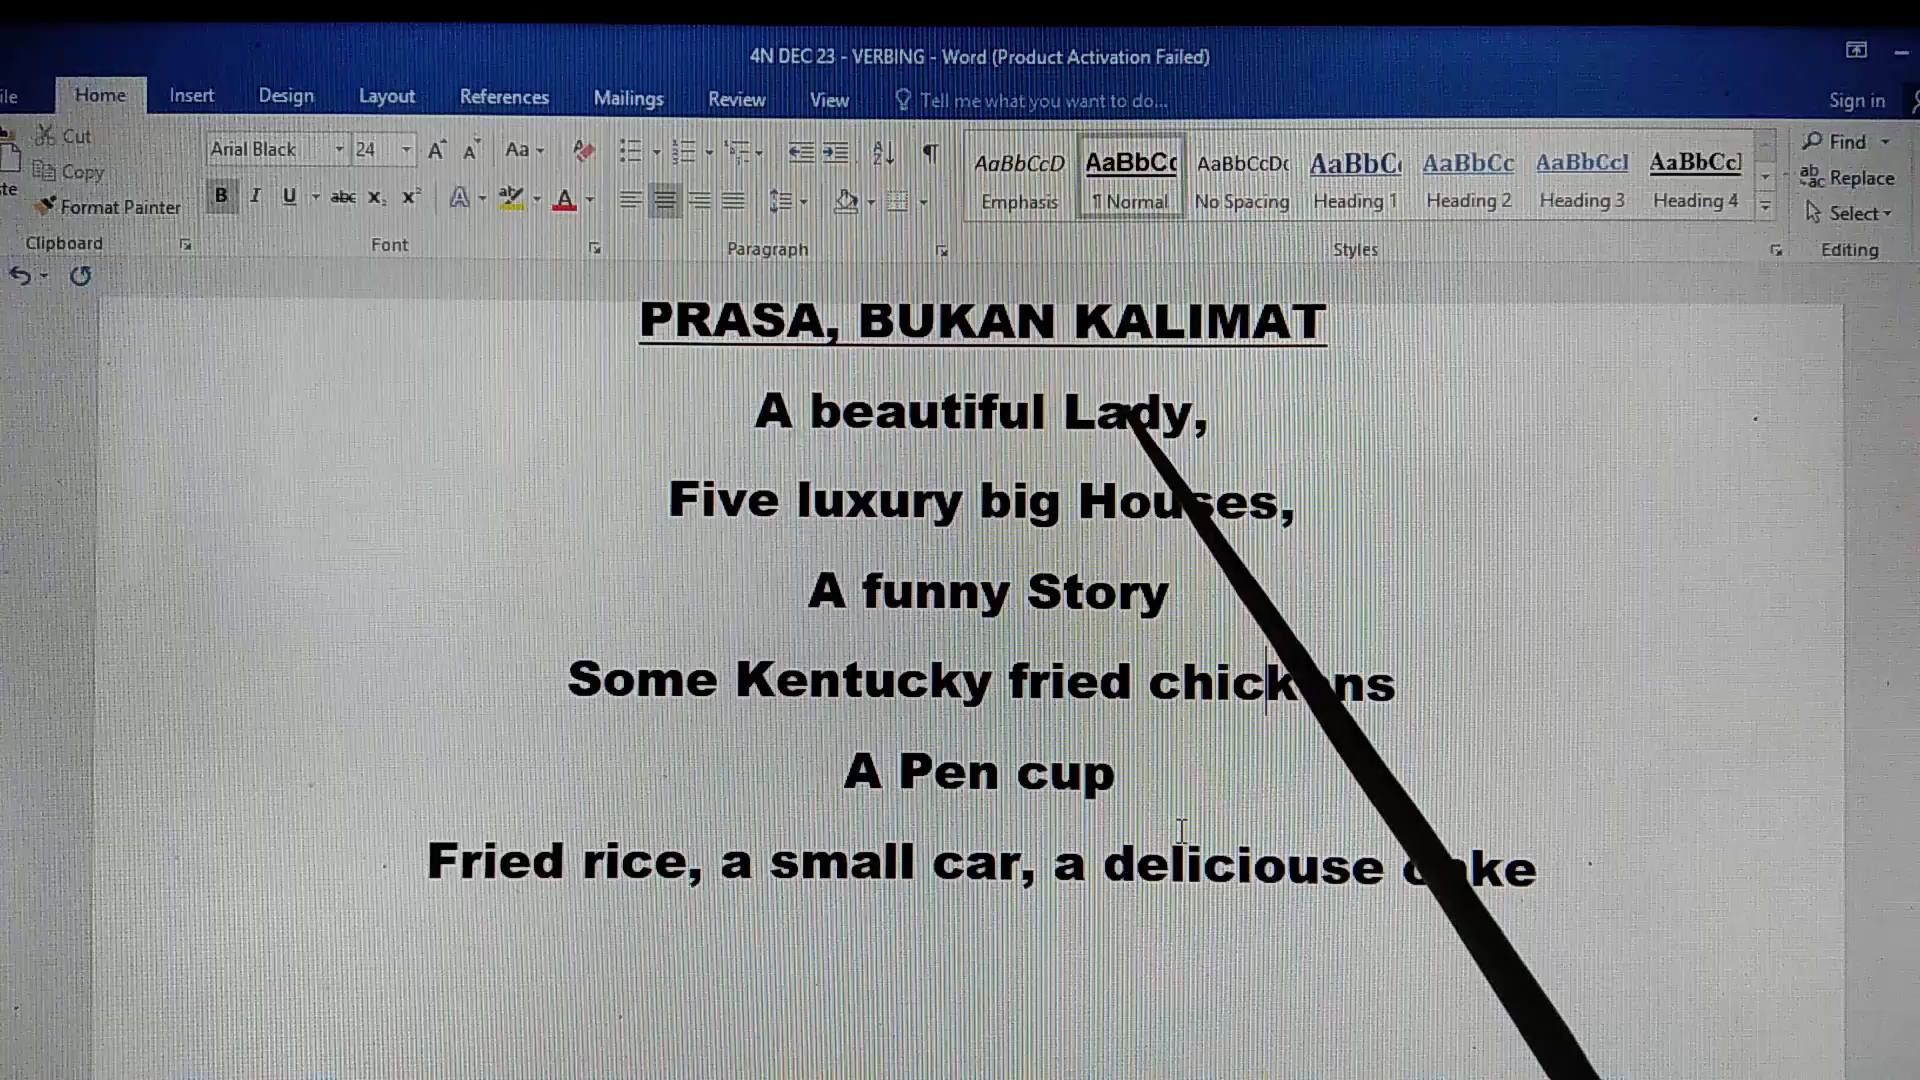 4N DEC 23 - VERBING - Word (Product Activation Failed)
Home Insert Design Layout References Mailings Review View Tell me what you want to do... Sign in
Cut
Copy
Format Painter
Clipboard
Arial Black 24
Font
Paragraph
AaBbCcD AaBbCc AaBbCcDc AaBbC AaBbCc AaBbCcI AaBbCcI
Emphasis ¶ Normal No Spacing Heading 1 Heading 2 Heading 3 Heading 4
Styles
Find
Replace
Select
Editing
PRASA, BUKAN KALIMAT
A beautiful Lady,
Five luxury big Houses,
A funny Story
Some Kentucky fried chickens
A Pen cup
Fried rice, a small car, a deliciouse cake